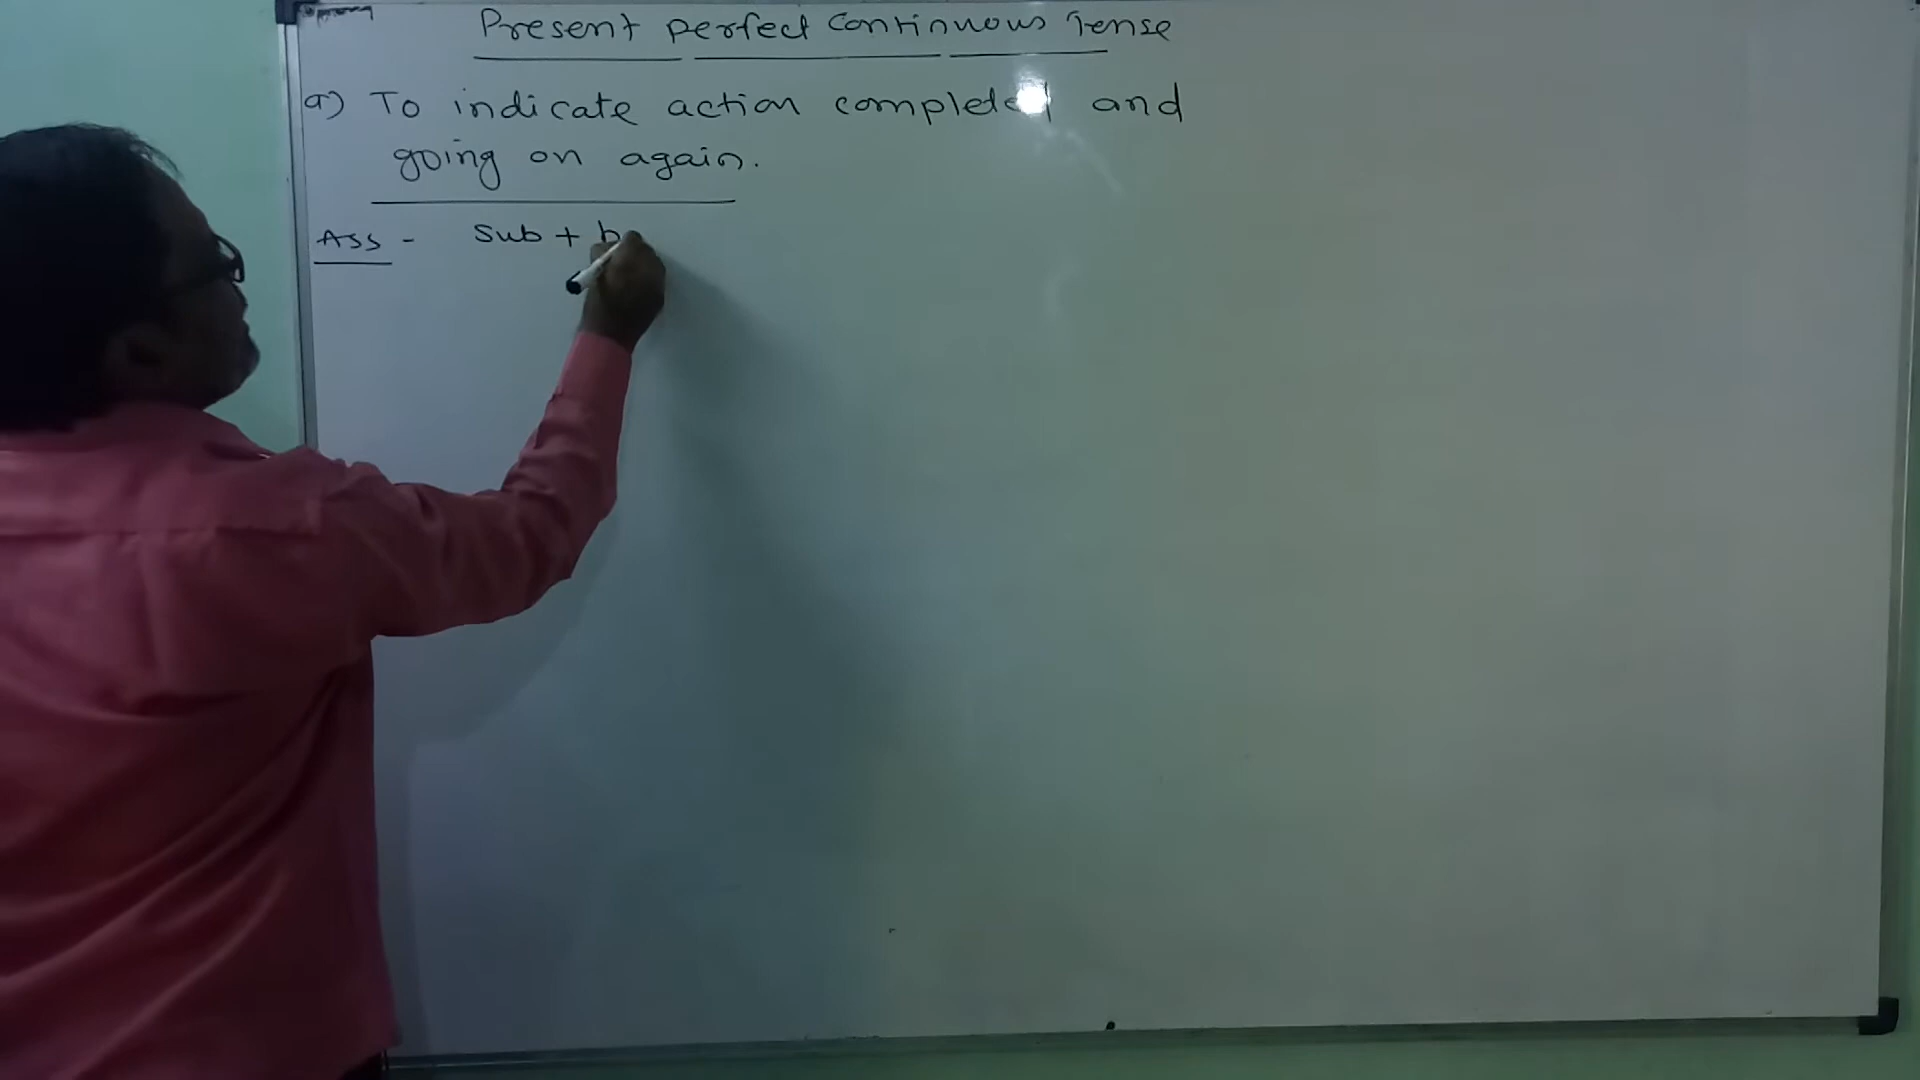 Present perfect Continuous Tense
a) To indicate action completed and
going on again.
Ass - Sub + h